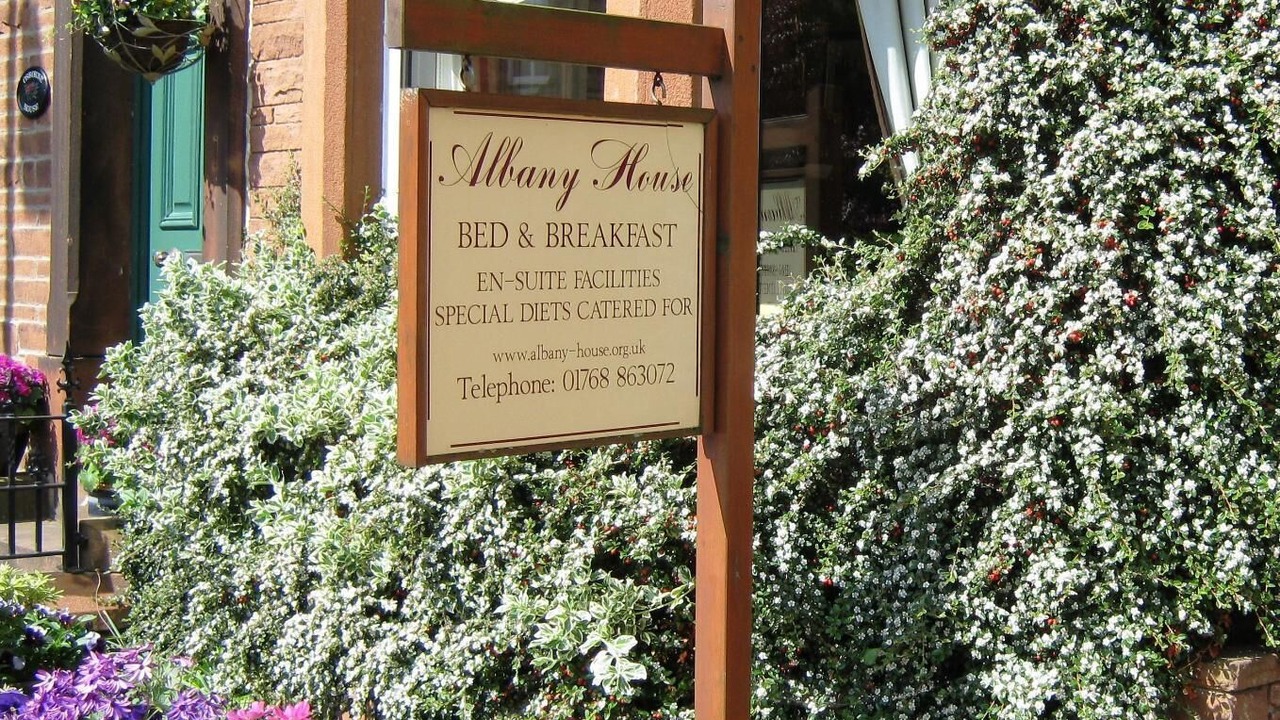 Albany House
BED & BREAKFAST
EN-SUITE FACILITIES
SPECIAL DIETS CATERED FOR
www.albany-house.org.uk
Telephone: 01768 863072
HOUSE